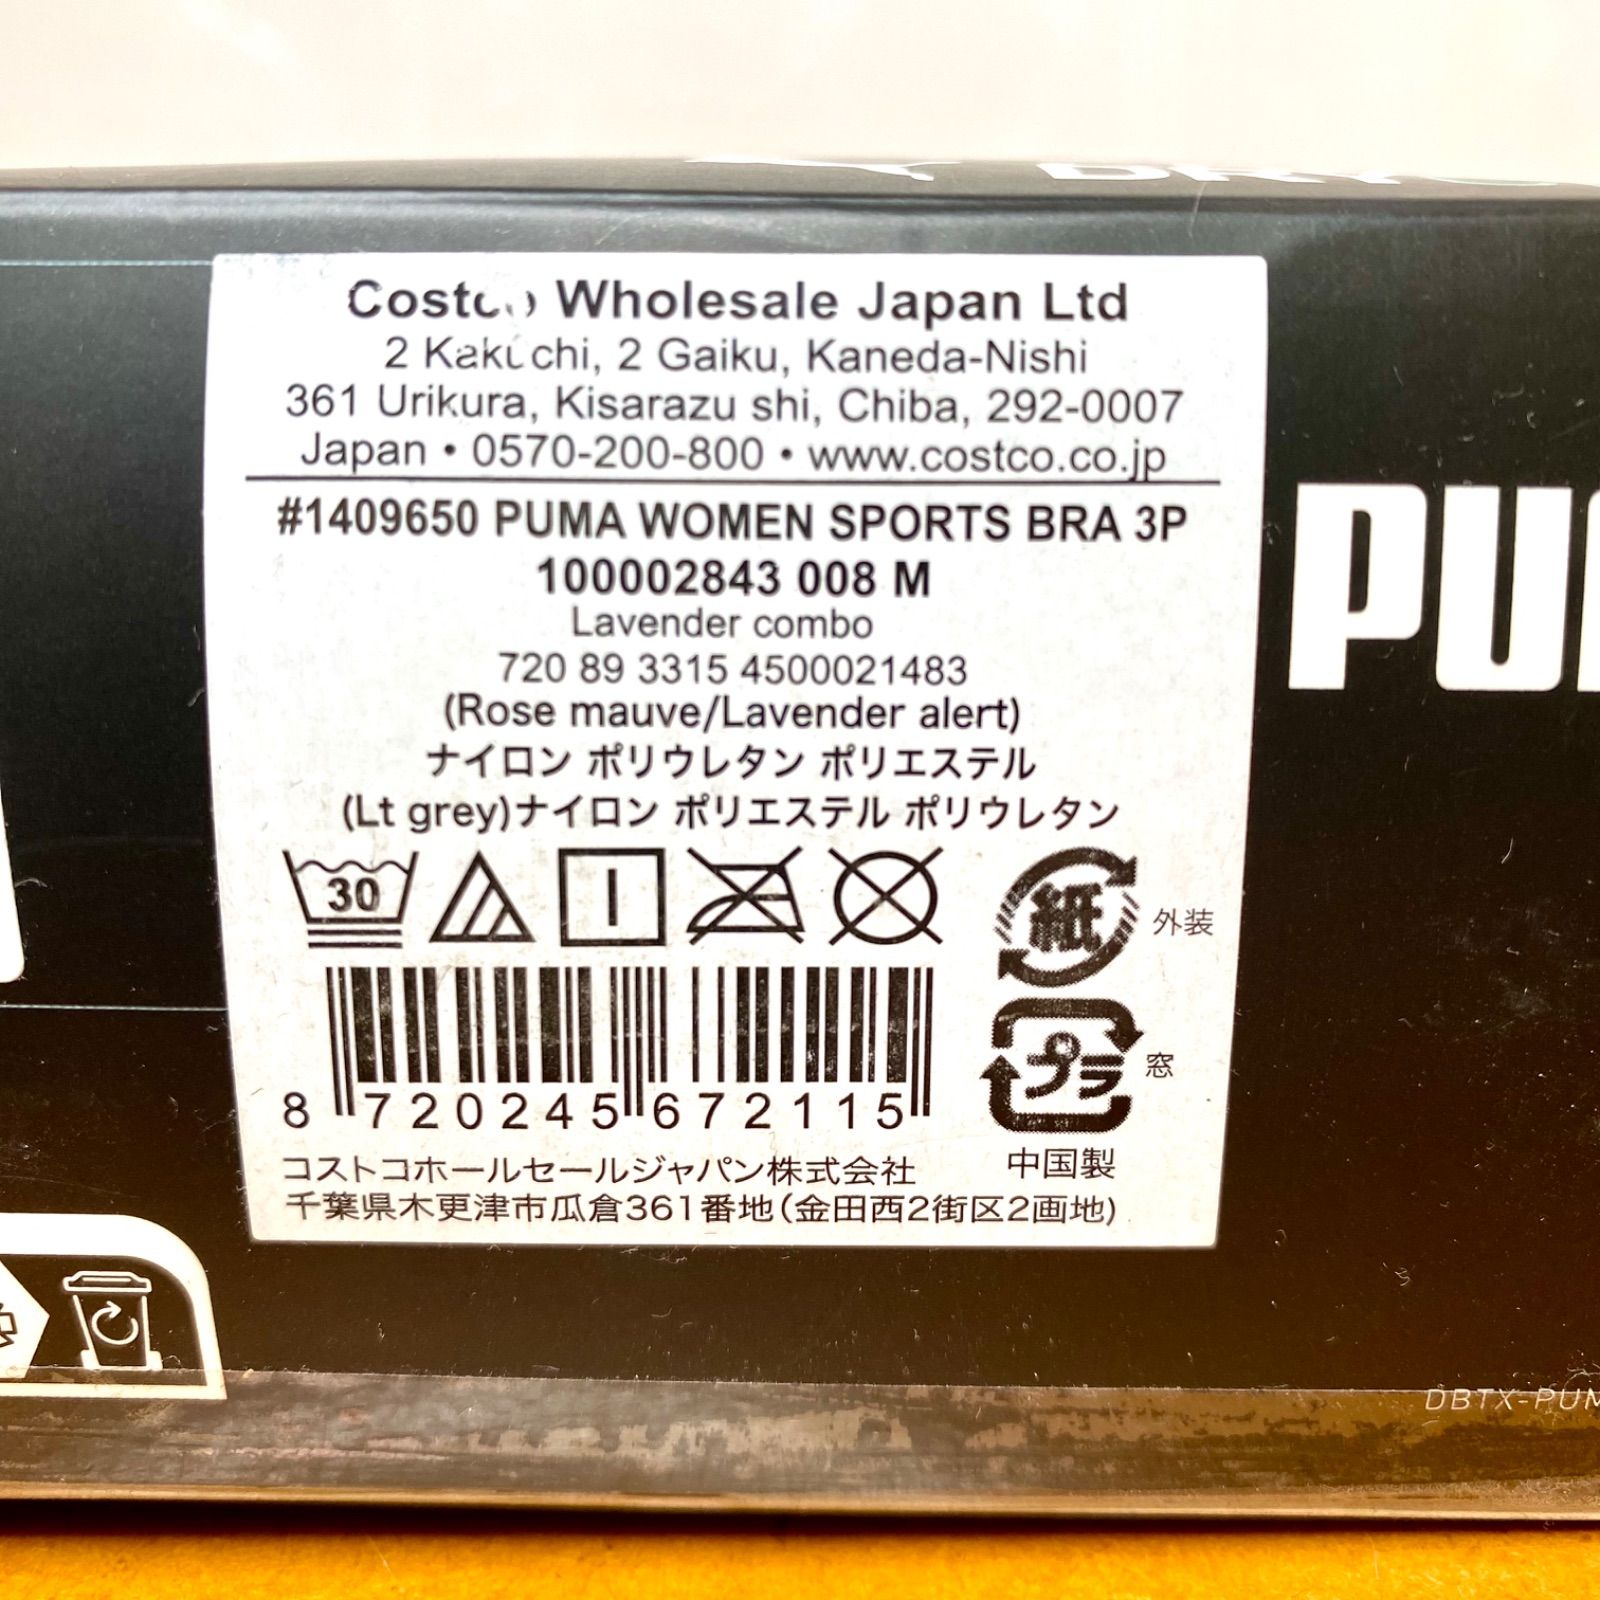 Costco Wholesale Japan Ltd
2 Kakuchi, 2 Gaiku, Kaneda-Nishi
361 Urikura, Kisarazu shi, Chiba, 292-0007
Japan • 0570-200-800 • www.costco.co.jp
#1409650 PUMA WOMEN SPORTS BRA 3P
100002843 008 M
Lavender combo
720 89 3315 4500021483
(Rose mauve/Lavender alert)
ナイロン ポリウレタン ポリエステル
(Lt grey)ナイロン ポリエステル ポリウレタン
30
紙 外装
プラ 窓
8 720245 672115
中国製
コストコホールセールジャパン株式会社
千葉県木更津市瓜倉361番地(金田西2街区2画地)
PU
DBTX-PUM